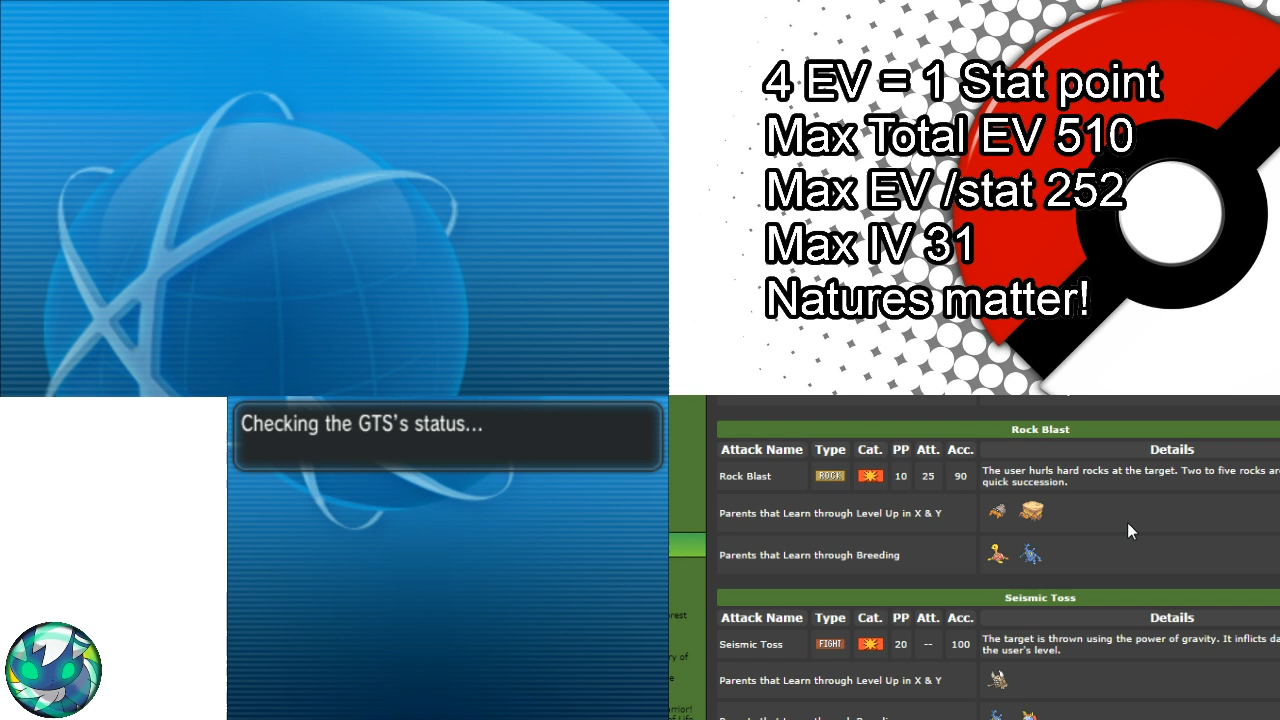 4 EV = 1 Stat point
Max Total EV 510
Max EV /stat 252
Max IV 31
Natures matter!
Checking the GTS's status...
Rock Blast
Attack Name Type Cat. PP Att. Acc. Details
Rock Blast ROCK 10 25 90 The user hurls hard rocks at the target. Two to five rocks are
quick succession.
Parents that Learn through Level Up in X & Y
Parents that Learn through Breeding
Seismic Toss
Attack Name Type Cat. PP Att. Acc. Details
Seismic Toss FIGHT 20 -- 100 The target is thrown using the power of gravity. It inflicts
the user's level.
Parents that Learn through Level Up in X & Y